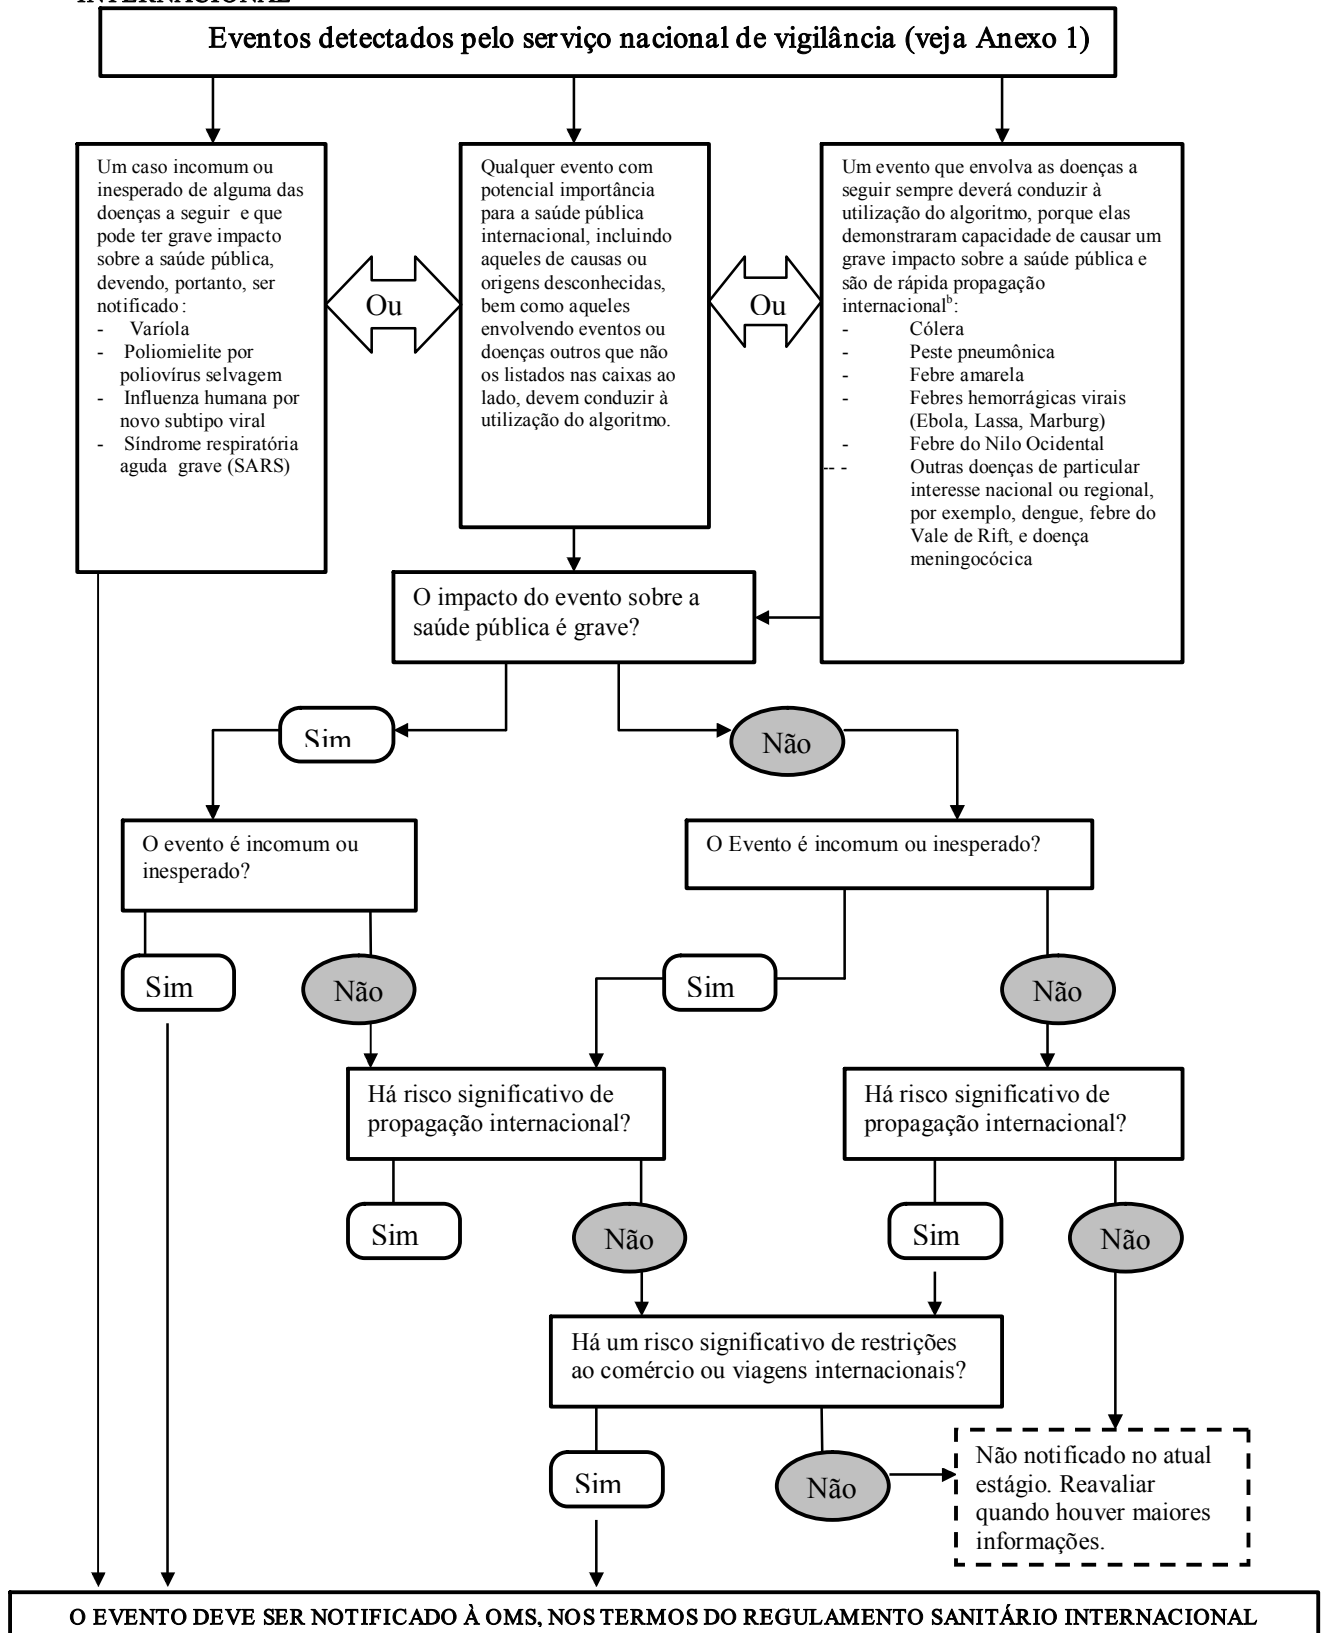 INTERNACIONAL
Eventos detectados pelo serviço nacional de vigilância (veja Anexo 1)
Um caso incomum ou
inesperado de alguma das
doenças a seguir e que
pode ter grave impacto
sobre a saúde pública,
devendo, portanto, ser
notificado:
- Varíola
- Poliomielite por
poliovírus selvagem
- Influenza humana por
novo subtipo viral
- Síndrome respiratória
aguda grave (SARS)
Ou
Qualquer evento com
potencial importância
para a saúde pública
internacional, incluindo
aqueles de causas ou
origens desconhecidas,
bem como aqueles
envolvendo eventos ou
doenças outros que não
os listados nas caixas ao
lado, devem conduzir à
utilização do algoritmo.
Ou
Um evento que envolva as doenças a
seguir sempre deverá conduzir à
utilização do algoritmo, porque elas
demonstraram capacidade de causar um
grave impacto sobre a saúde pública e
são de rápida propagação
internacionalᵇ:
- Cólera
- Peste pneumônica
- Febre amarela
- Febres hemorrágicas virais
(Ebola, Lassa, Marburg)
- Febre do Nilo Ocidental
-- - Outras doenças de particular
interesse nacional ou regional,
por exemplo, dengue, febre do
Vale de Rift, e doença
meningocócica
O impacto do evento sobre a
saúde pública é grave?
Sim
Não
O evento é incomum ou
inesperado?
O Evento é incomum ou inesperado?
Sim
Não
Sim
Não
Há risco significativo de
propagação internacional?
Há risco significativo de
propagação internacional?
Sim
Não
Sim
Não
Há um risco significativo de restrições
ao comércio ou viagens internacionais?
Sim
Não
Não notificado no atual
estágio. Reavaliar
quando houver maiores
informações.
O EVENTO DEVE SER NOTIFICADO À OMS, NOS TERMOS DO REGULAMENTO SANITÁRIO INTERNACIONAL